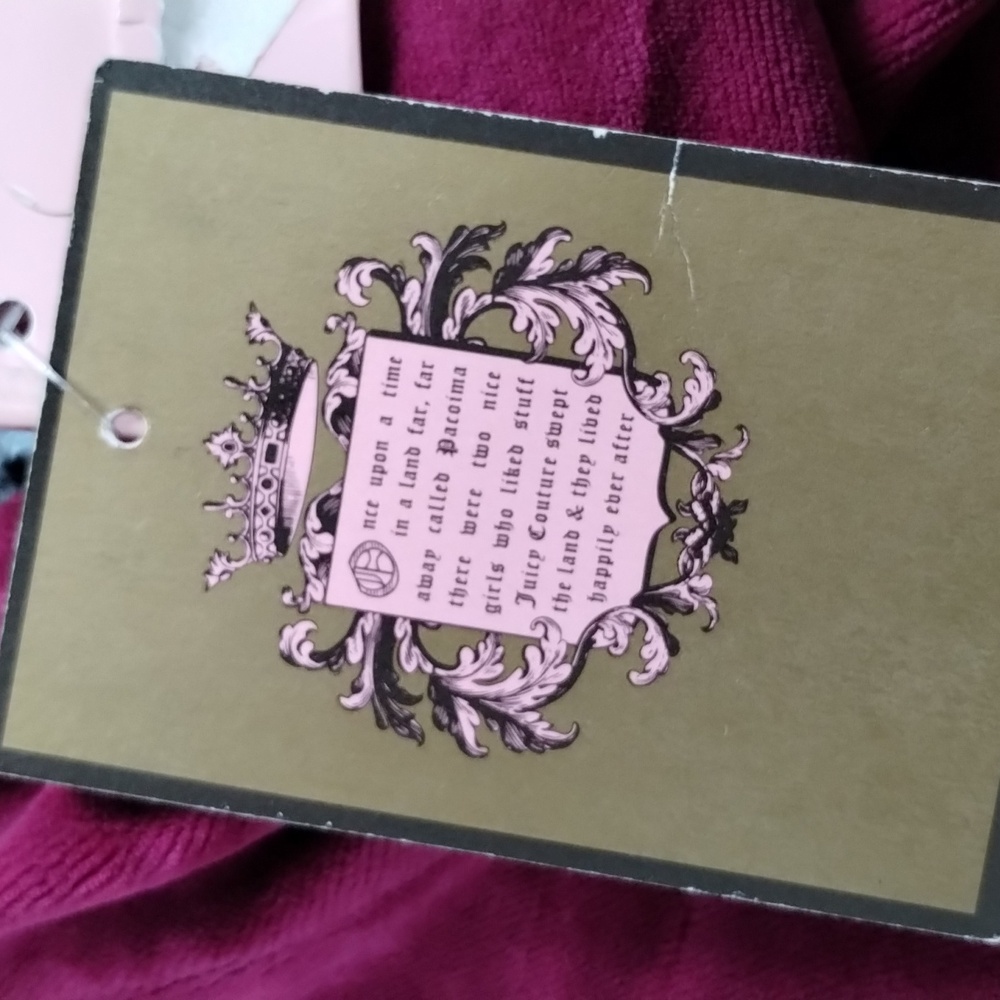 Once upon a time
in a land far, far
away called Pacoima
there were two nice
girls who liked stuff
Juicy Couture swept
the land & they lived
happily ever after